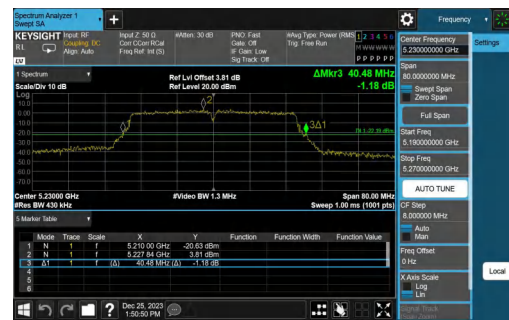 Spectrum Analyzer 1
Swept SA
+
Frequency
KEYSIGHT Input: RF Input Z: 50 Ω #Atten: 30 dB PNO: Fast #Avg Type: Power (RMS) 1 2 3 4 5 6
RL Coupling: DC Corr CCorr RCal Gate: Off Trig: Free Run M W W W W W
Align: Auto Freq Ref: Int (S) IF Gain: Low
Sig Track: Off P P P P P P
LXI
Center Frequency
5.230000000 GHz
Settings
1 Spectrum
Ref Lvl Offset 3.81 dB
ΔMkr3 40.48 MHz
Scale/Div 10 dB
Ref Level 20.00 dBm
-1.18 dB
Log
10.0
0.00
-10.0
-20.0
-30.0
-40.0
-50.0
-60.0
-70.0
2
3Δ1
Center 5.23000 GHz #Video BW 1.3 MHz Span 80.00 MHz
#Res BW 430 kHz Sweep 1.00 ms (1001 pts)
Span
80.0000000 MHz
Swept Span
Zero Span
Full Span
Start Freq
5.190000000 GHz
Stop Freq
5.270000000 GHz
AUTO TUNE
CF Step
8.000000 MHz
Auto
Man
Freq Offset
0 Hz
X Axis Scale
Log
Lin
Signal Track
Local
5 Marker Table
Mode Trace Scale X Y Function Function Width Function Value
1 N 1 f 5.210 00 GHz -20.63 dBm
2 N 1 f 5.227 84 GHz 3.81 dBm
3 Δ1 1 f (Δ) 40.48 MHz (Δ) -1.18 dB
4
5
6
?
Dec 25, 2023
1:50:50 PM